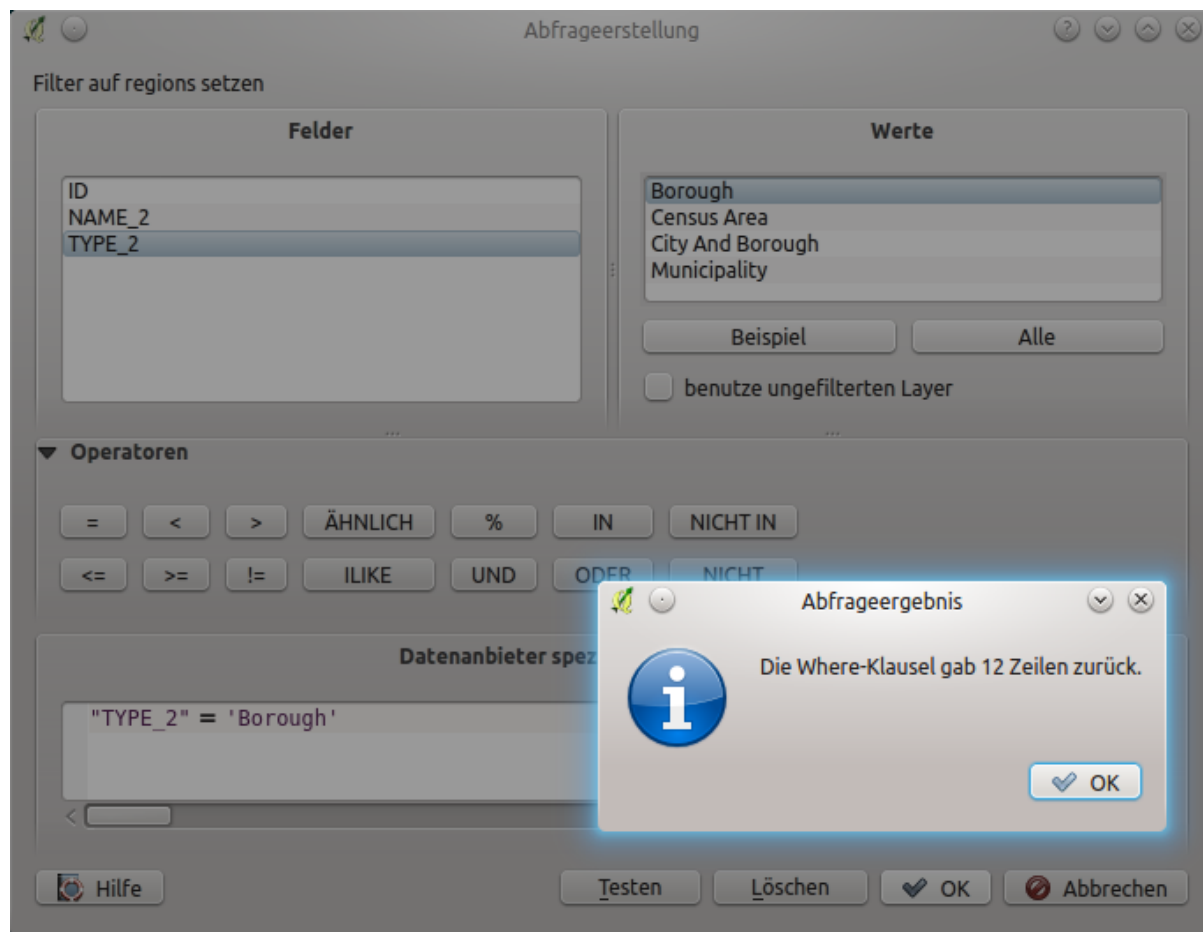 Abfrageerstellung
Filter auf regions setzen
Felder
ID
NAME_2
TYPE_2
Werte
Borough
Census Area
City And Borough
Municipality
Beispiel
Alle
benutze ungefilterten Layer
Operatoren
= < > ÄHNLICH % IN NICHT IN
<= >= != ILIKE UND ODER NICHT
Datenanbieter spez
"TYPE_2" = 'Borough'
Abfrageergebnis
Die Where-Klausel gab 12 Zeilen zurück.
OK
Hilfe
Testen
Löschen
OK
Abbrechen